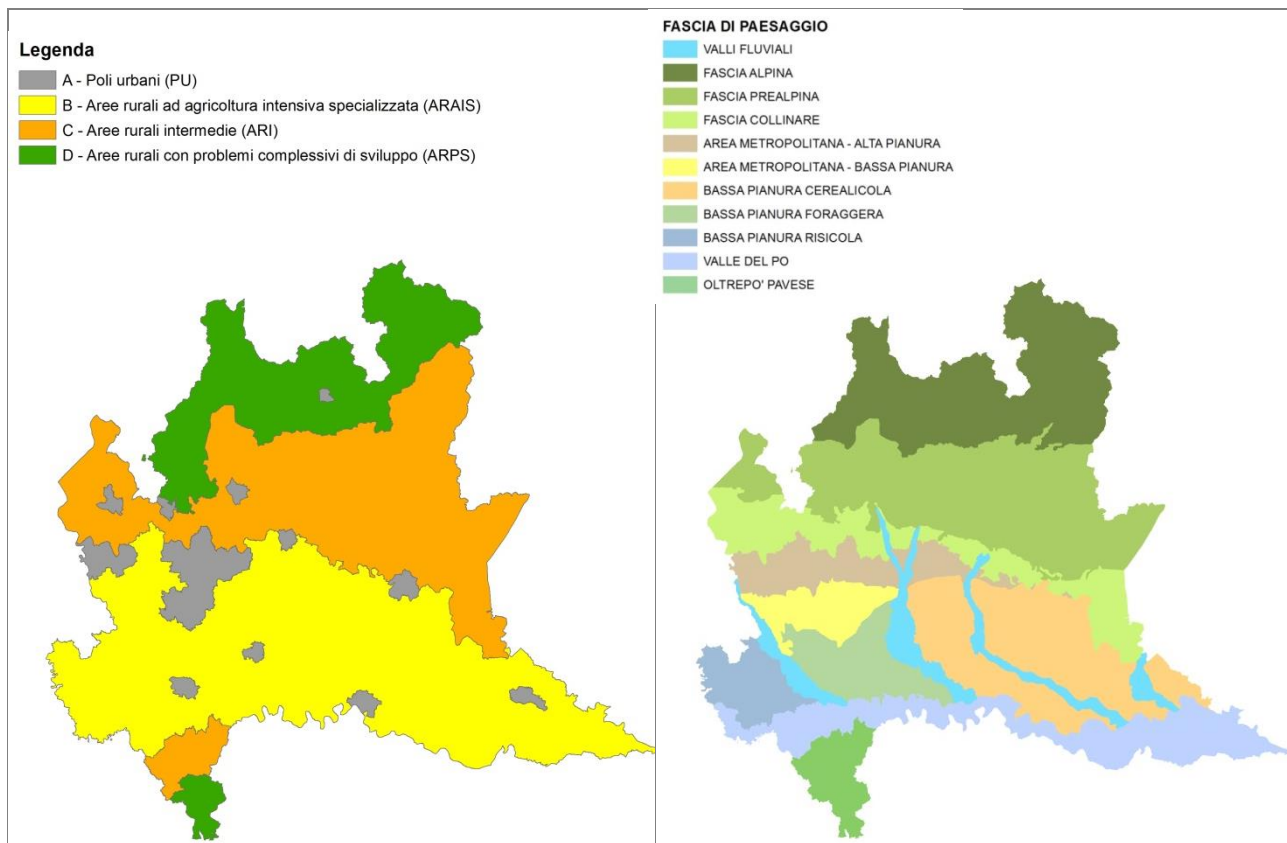 Legenda
A - Poli urbani (PU)
B - Aree rurali ad agricoltura intensiva specializzata (ARAIS)
C - Aree rurali intermedie (ARI)
D - Aree rurali con problemi complessivi di sviluppo (ARPS)
FASCIA DI PAESAGGIO
VALLI FLUVIALI
FASCIA ALPINA
FASCIA PREALPINA
FASCIA COLLINARE
AREA METROPOLITANA - ALTA PIANURA
AREA METROPOLITANA - BASSA PIANURA
BASSA PIANURA CEREALICOLA
BASSA PIANURA FORAGGERA
BASSA PIANURA RISICOLA
VALLE DEL PO
OLTREPO' PAVESE